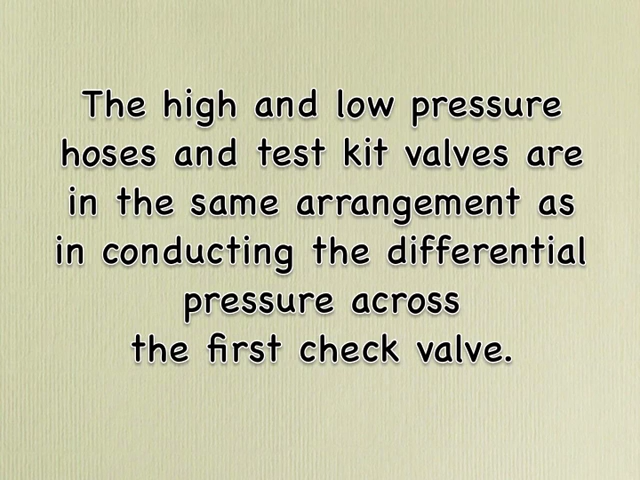 The high and low pressure
hoses and test kit valves are
in the same arrangement as
in conducting the differential
pressure across
the first check valve.